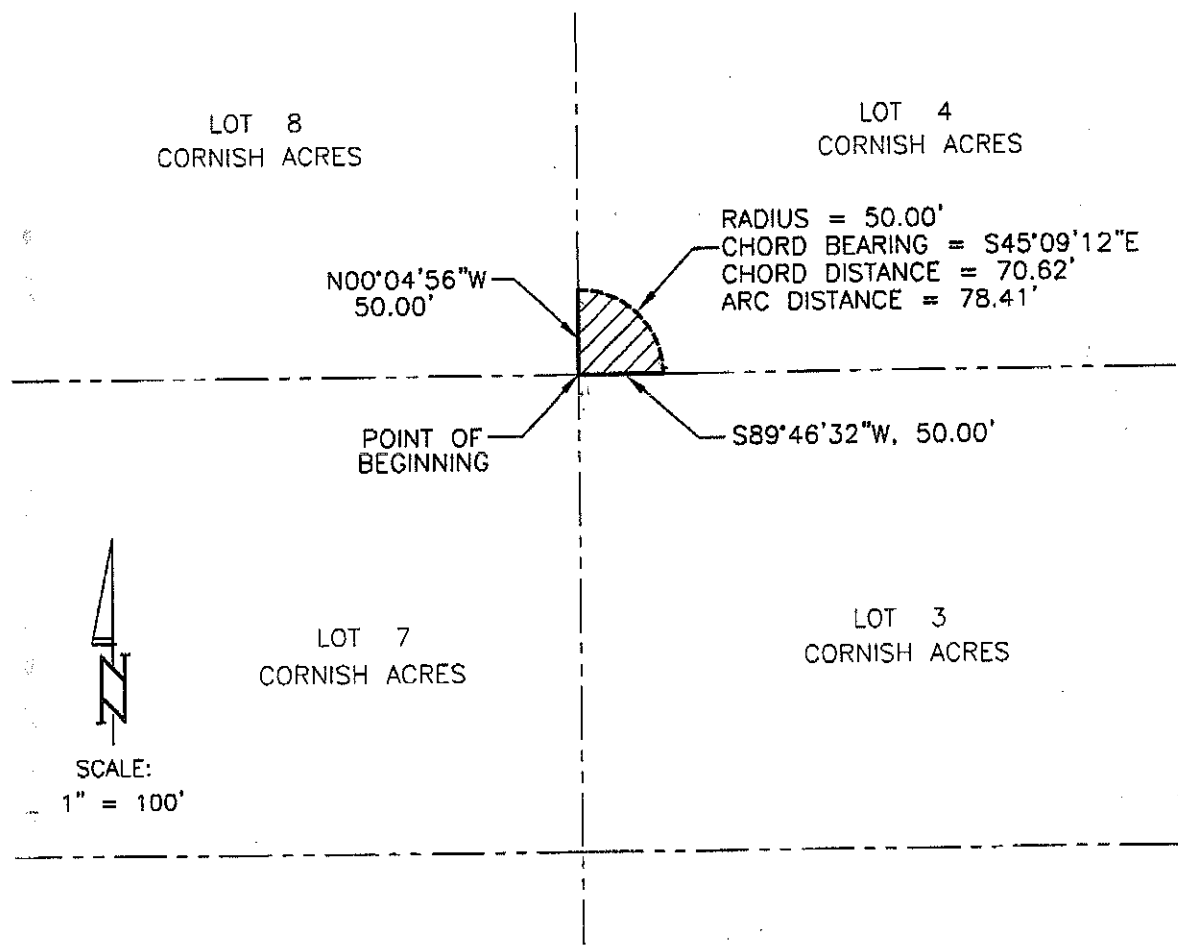 LOT 8
CORNISH ACRES
LOT 4
CORNISH ACRES
RADIUS = 50.00'
CHORD BEARING = S45°09'12"E
CHORD DISTANCE = 70.62'
ARC DISTANCE = 78.41'
N00°04'56"W
50.00'
POINT OF
BEGINNING
S89°46'32"W, 50.00'
LOT 7
CORNISH ACRES
LOT 3
CORNISH ACRES
N
SCALE:
1" = 100'